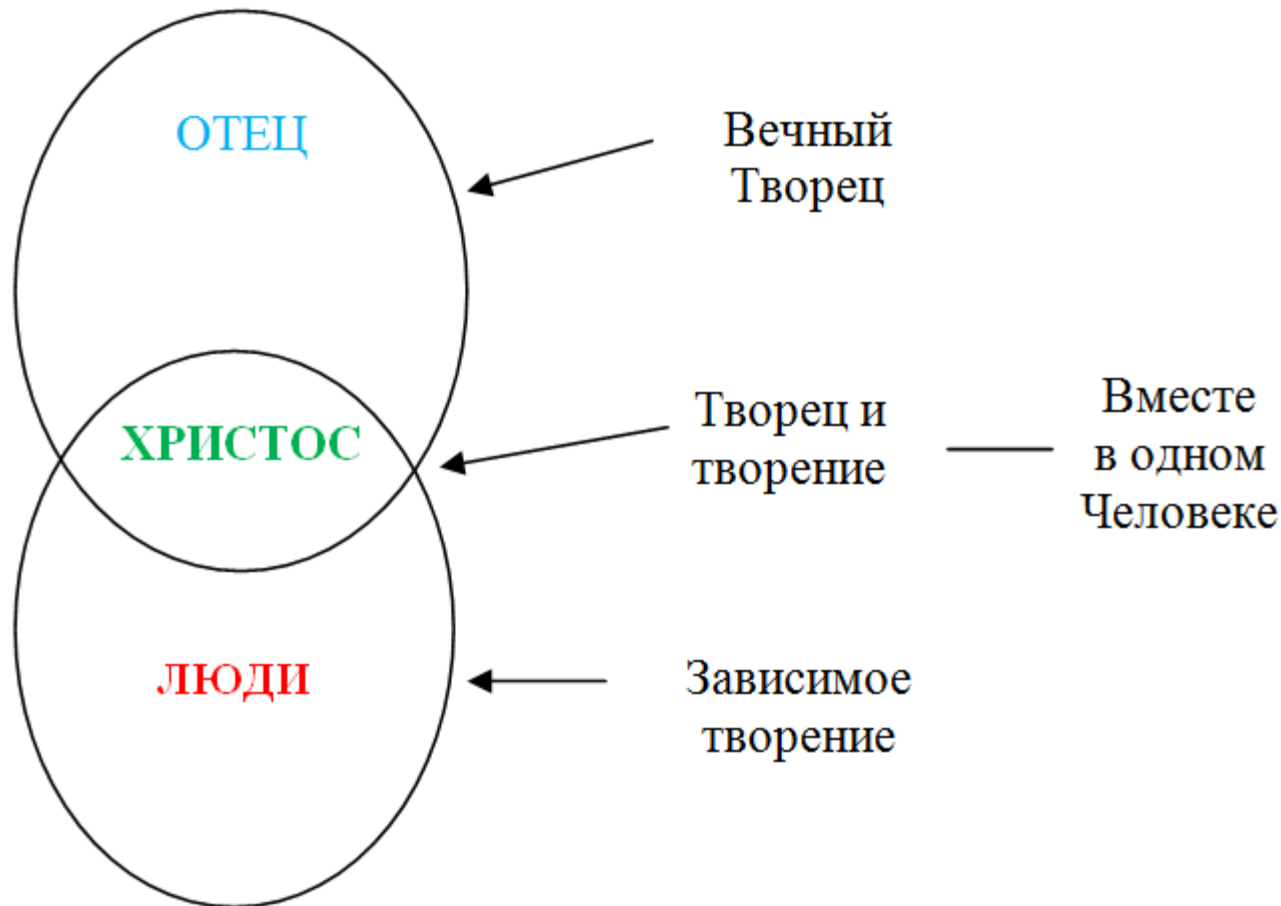 ОТЕЦ
Вечный
Творец
ХРИСТОС
Творец и
творение
Вместе
в одном
Человеке
ЛЮДИ
Зависимое
творение